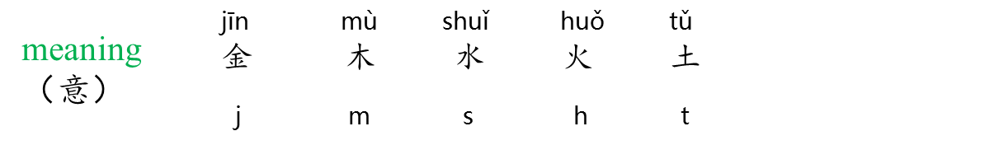 jīn mù shuǐ huǒ tǔ
meaning 金 木 水 火 土
（意）
j m s h t